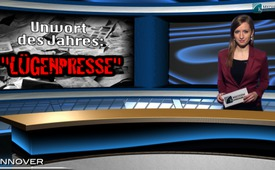 Unwort
des Jahres:
"LÜGENPRESSE"
NNOVER